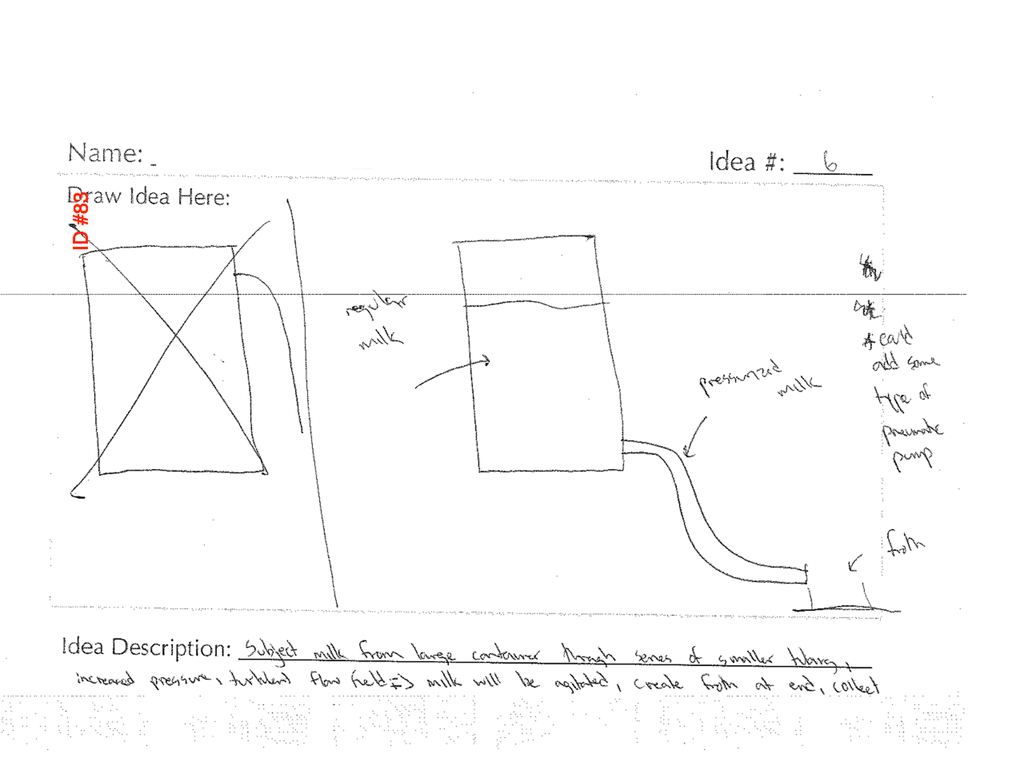 Name: -
Idea #: 6
Draw Idea Here:
ID #83
regular
milk
pressurized
milk
* could
add some
type of
pneumatic
pump
froth
Idea Description: Subject milk from large container through series of smaller tubing,
increased pressure, turbulent flow field => milk will be agitated, create froth at end, collect